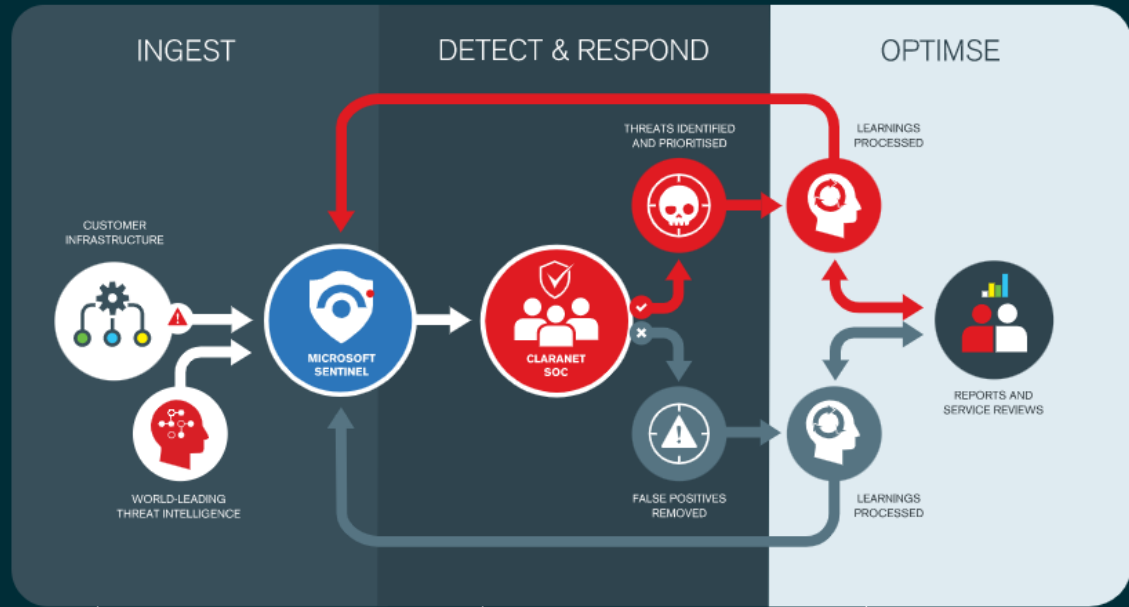 INGEST
DETECT & RESPOND
OPTIMSE
THREATS IDENTIFIED
AND PRIORITISED
LEARNINGS
PROCESSED
CUSTOMER
INFRASTRUCTURE
MICROSOFT
SENTINEL
CLARANET
SOC
REPORTS AND
SERVICE REVIEWS
WORLD-LEADING
THREAT INTELLIGENCE
FALSE POSITIVES
REMOVED
LEARNINGS
PROCESSED